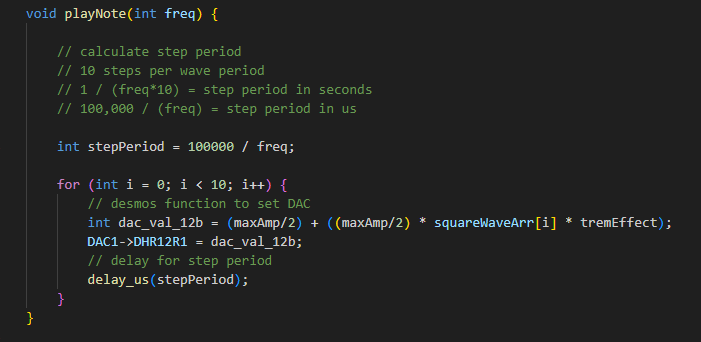 void playNote(int freq) {
// calculate step period
// 10 steps per wave period
// 1 / (freq*10) = step period in seconds
// 100,000 / (freq) = step period in us
int stepPeriod = 100000 / freq;
for (int i = 0; i < 10; i++) {
// desmos function to set DAC
int dac_val_12b = (maxAmp/2) + ((maxAmp/2) * squareWaveArr[i] * tremEffect);
DAC1->DHR12R1 = dac_val_12b;
// delay for step period
delay_us(stepPeriod);
}
}